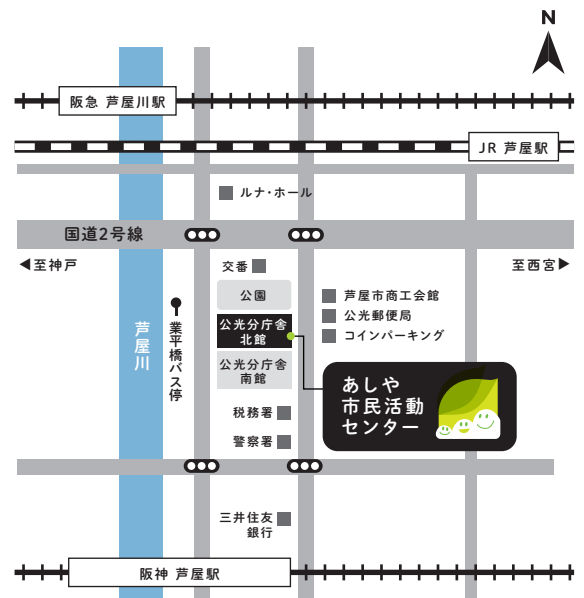 N
阪急 芦屋川駅
JR 芦屋駅
ルナ・ホール
国道2号線
至神戸
交番
至西宮
公園
芦屋市商工会館
公光郵便局
コインパーキング
芦屋川
業平橋バス停
公光分庁舎
北館
公光分庁舎
南館
あしや
市民活動
センター
税務署
警察署
三井住友
銀行
阪神 芦屋駅